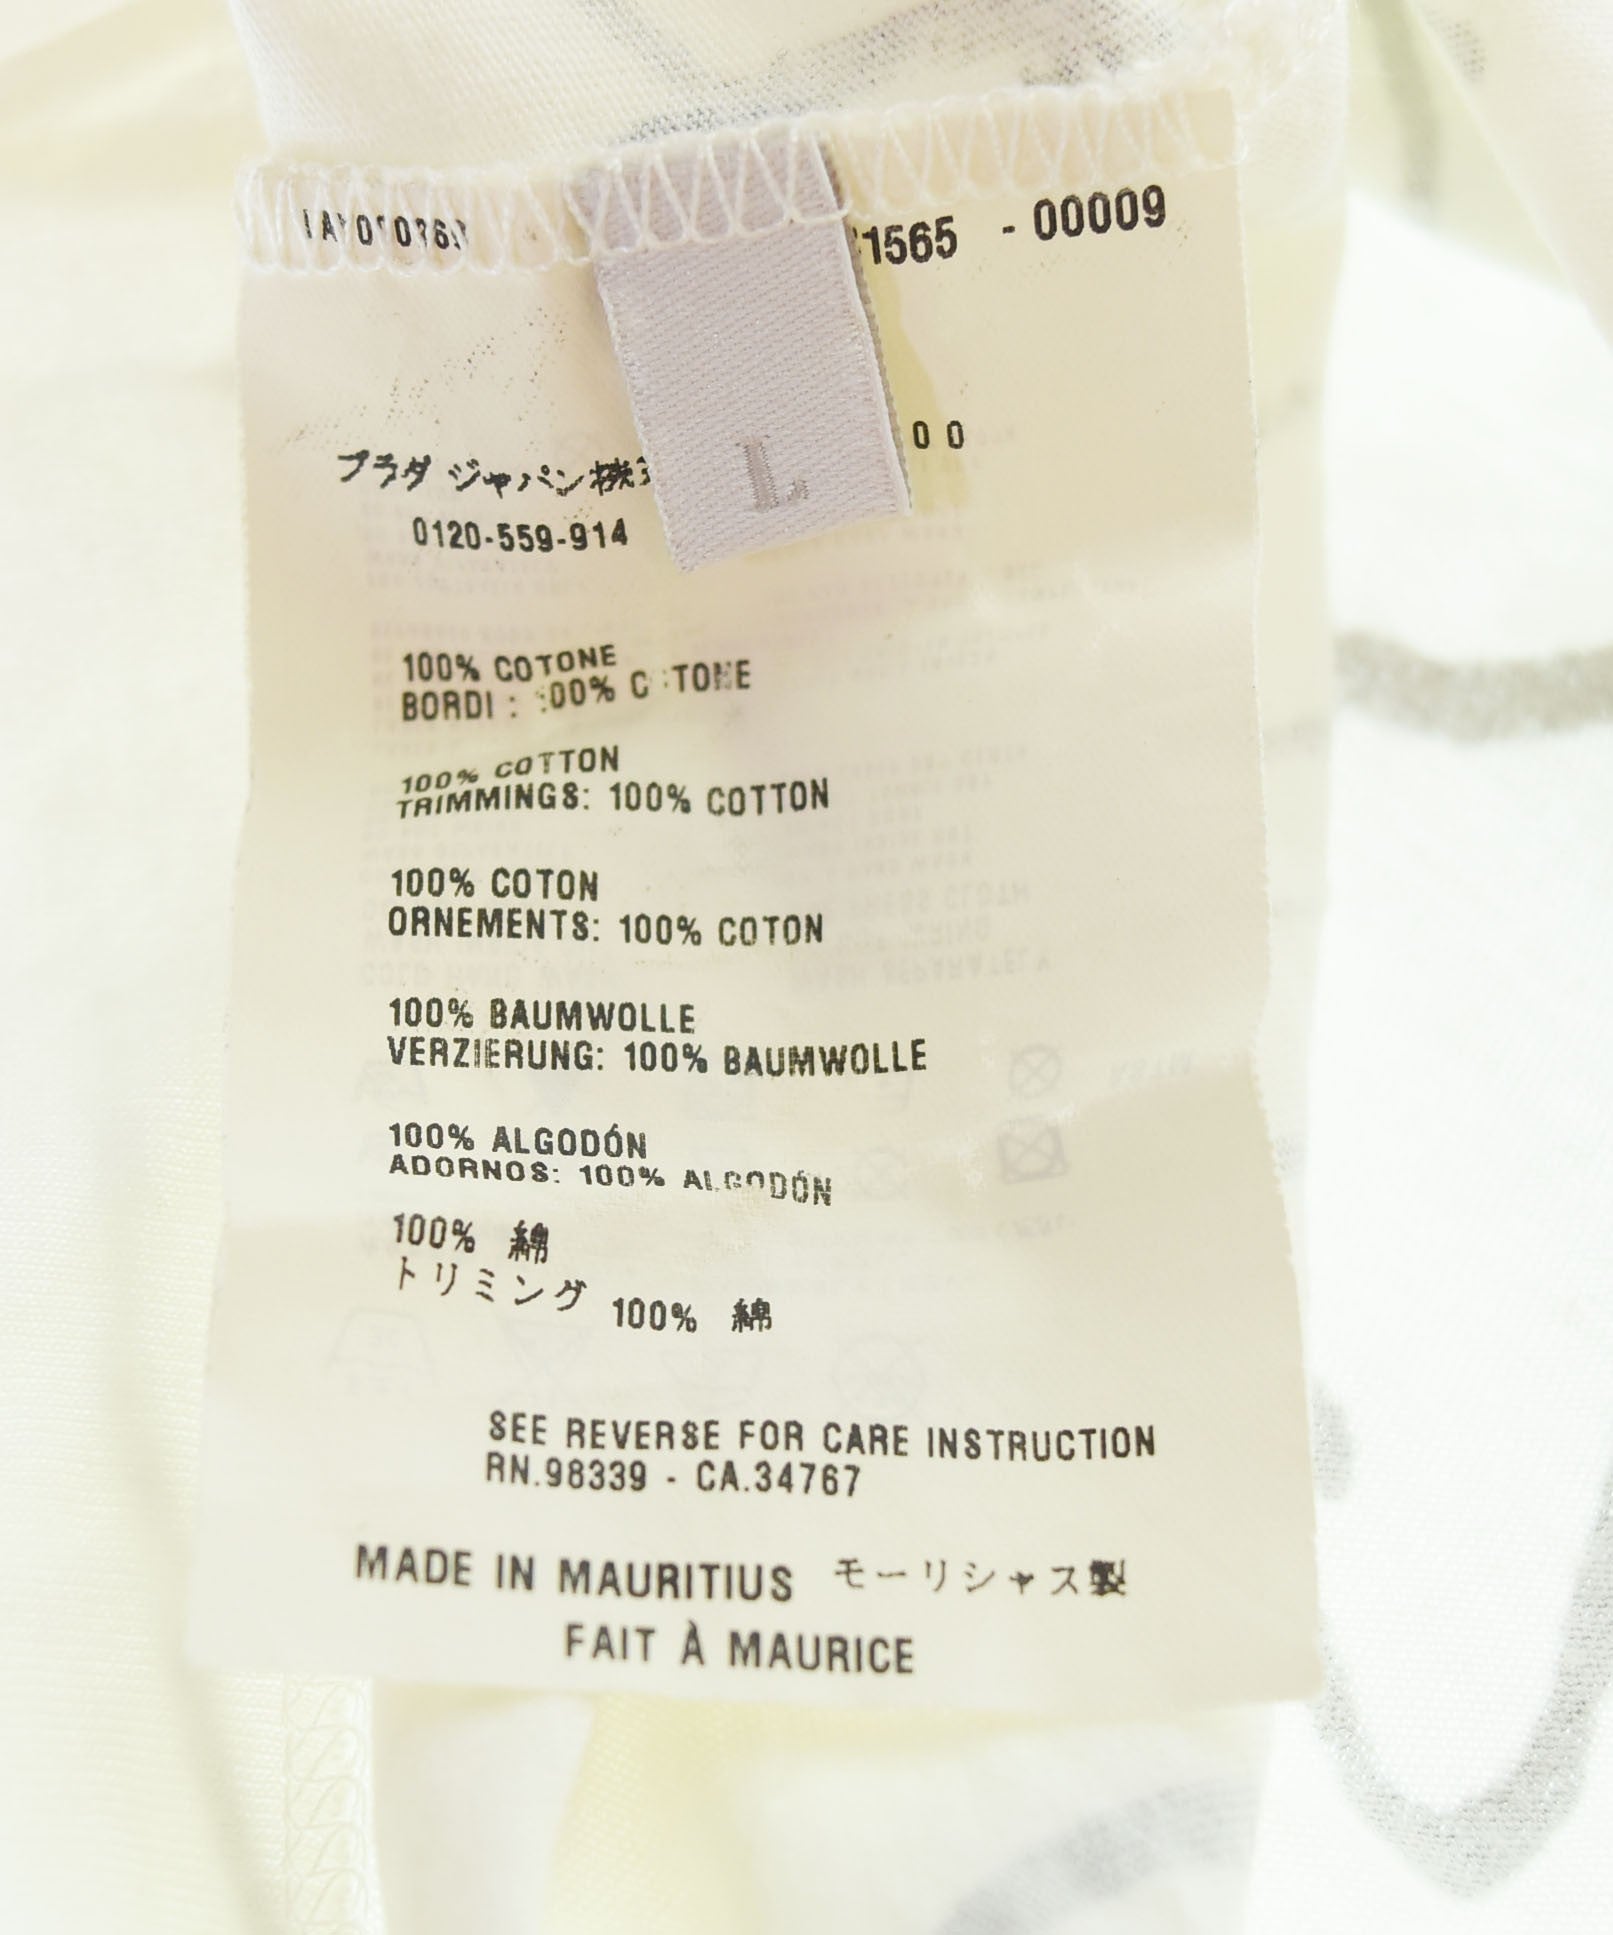 1565 - 00009
0 0
プラダ ジャパン株
0120-559-914
L
100% COTONE
BORDI : 100% COTONE
100% COTTON
TRIMMINGS: 100% COTTON
100% COTON
ORNEMENTS: 100% COTON
100% BAUMWOLLE
VERZIERUNG: 100% BAUMWOLLE
100% ALGODÓN
ADORNOS: 100% ALGODÓN
100% 綿
トリミング 100% 綿
SEE REVERSE FOR CARE INSTRUCTION
RN.98339 - CA.34767
MADE IN MAURITIUS モーリシャス製
FAIT À MAURICE